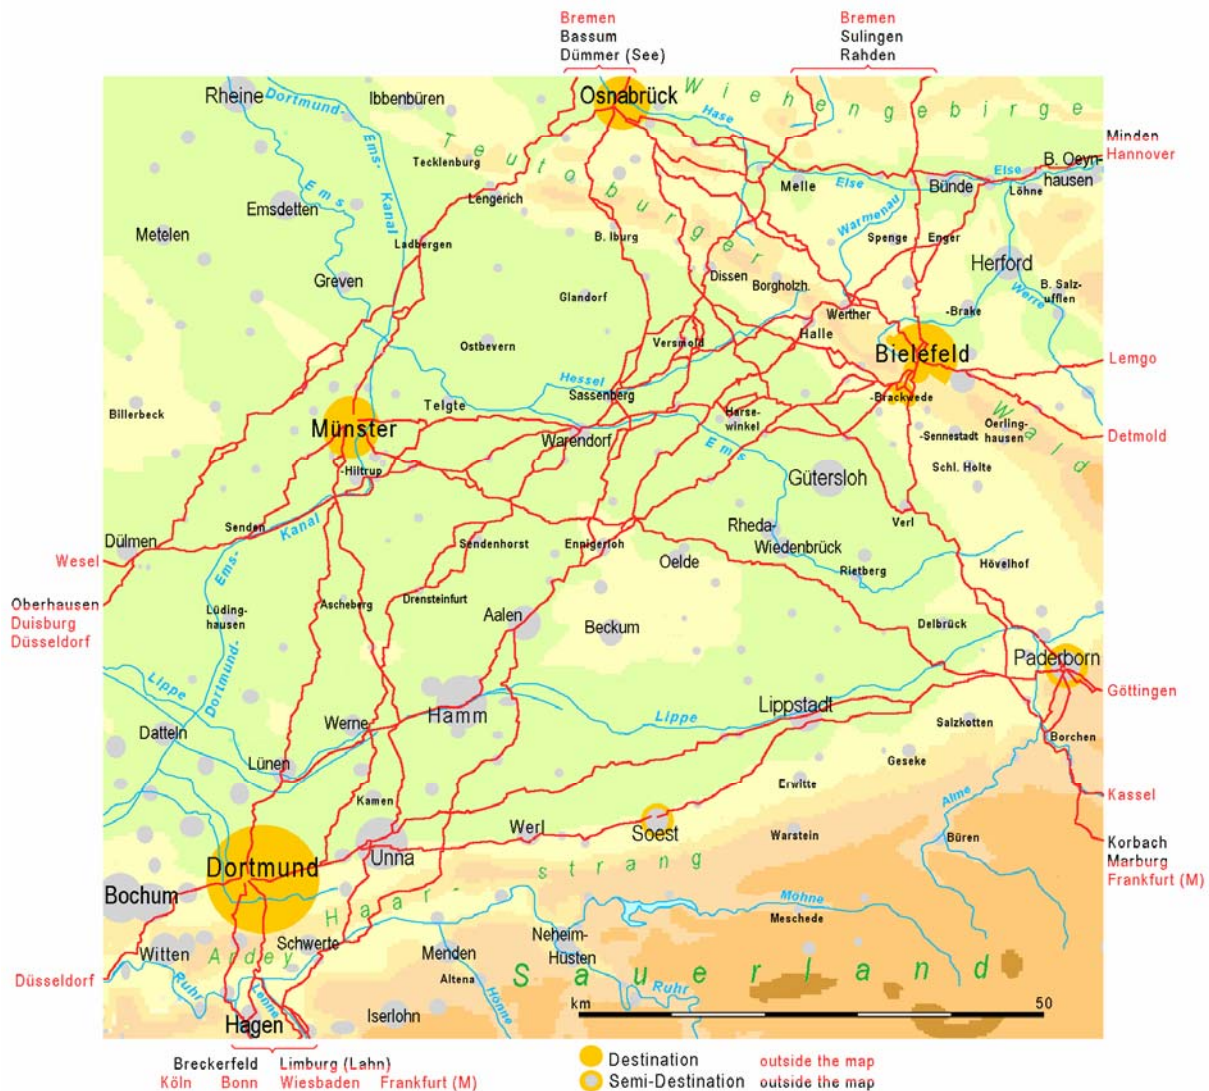 Bremen
Bassum
Dümmer (See)
Bremen
Sulingen
Rahden
Rheine
Dortmund-
Ems-
Kanal
Ibbenbüren
Osnabrück
Wiehengebirge
Hase
Minden
Hannover
Teutoburger
Wald
Tecklenburg
Lengerich
Ems
Emsdetten
Metelen
Ladbergen
B. Iburg
Melle
Else
Bünde
Else
Löhne
B. Oeyn-
hausen
Warmenau
Spenge
Enger
Herford
Werre
B. Salz-
uflen
Greven
Glandorf
Dissen
Borgholzh.
Werther
-Brake
Halle
Ostbevern
Versmold
Bielefeld
Lemgo
Hessel
Sassenberg
-Brackwede
Billerbeck
Telgte
Münster
Warendorf
Harse-
winkel
Ems
Oerling-
hausen
-Sennestadt
Detmold
-Hiltrup
Schl. Holte
Gütersloh
Senden
Kanal
Verl
Dülmen
Wesel
Ems-
Sendenhorst
Ennigerloh
Oelde
Rheda-
Wiedenbrück
Rietberg
Hövelhof
Oberhausen
Duisburg
Düsseldorf
Lüding-
hausen
Ascheberg
Drensteinfurt
Aalen
Beckum
Delbrück
Paderborn
Göttingen
Lippe
Dortmund-
Datteln
Werne
Hamm
Lippe
Lippstadt
Salzkotten
Borchen
Lünen
Geseke
Erwitte
Kamen
Kassel
Alme
Unna
Werl
Soest
Warstein
Büren
Dortmund
Haar-
strang
Korbach
Marburg
Frankfurt (M)
Bochum
Möhne
Meschede
Witten
Ardey
Schwerte
Menden
Neheim-
Hüsten
Altena
Sauerland
Düsseldorf
Ruhr
Lenne
Hönne
Ruhr
Hagen
Iserlohn
km
50
Breckerfeld
Limburg (Lahn)
Köln
Bonn
Wiesbaden
Frankfurt (M)
Destination
outside the map
Semi-Destination
outside the map